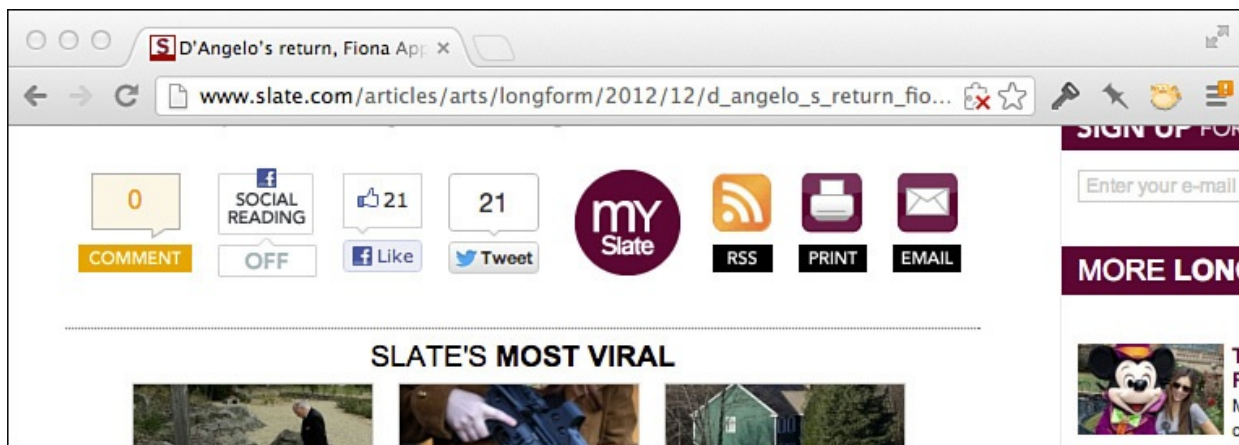 S D'Angelo's return, Fiona App
www.slate.com/articles/arts/longform/2012/12/d_angelo_s_return_fio...
SIGN UP FOR
Enter your e-mail
0
COMMENT
f
SOCIAL
READING
OFF
21
f Like
21
Tweet
my
Slate
RSS
PRINT
EMAIL
MORE LONG
SLATE'S MOST VIRAL